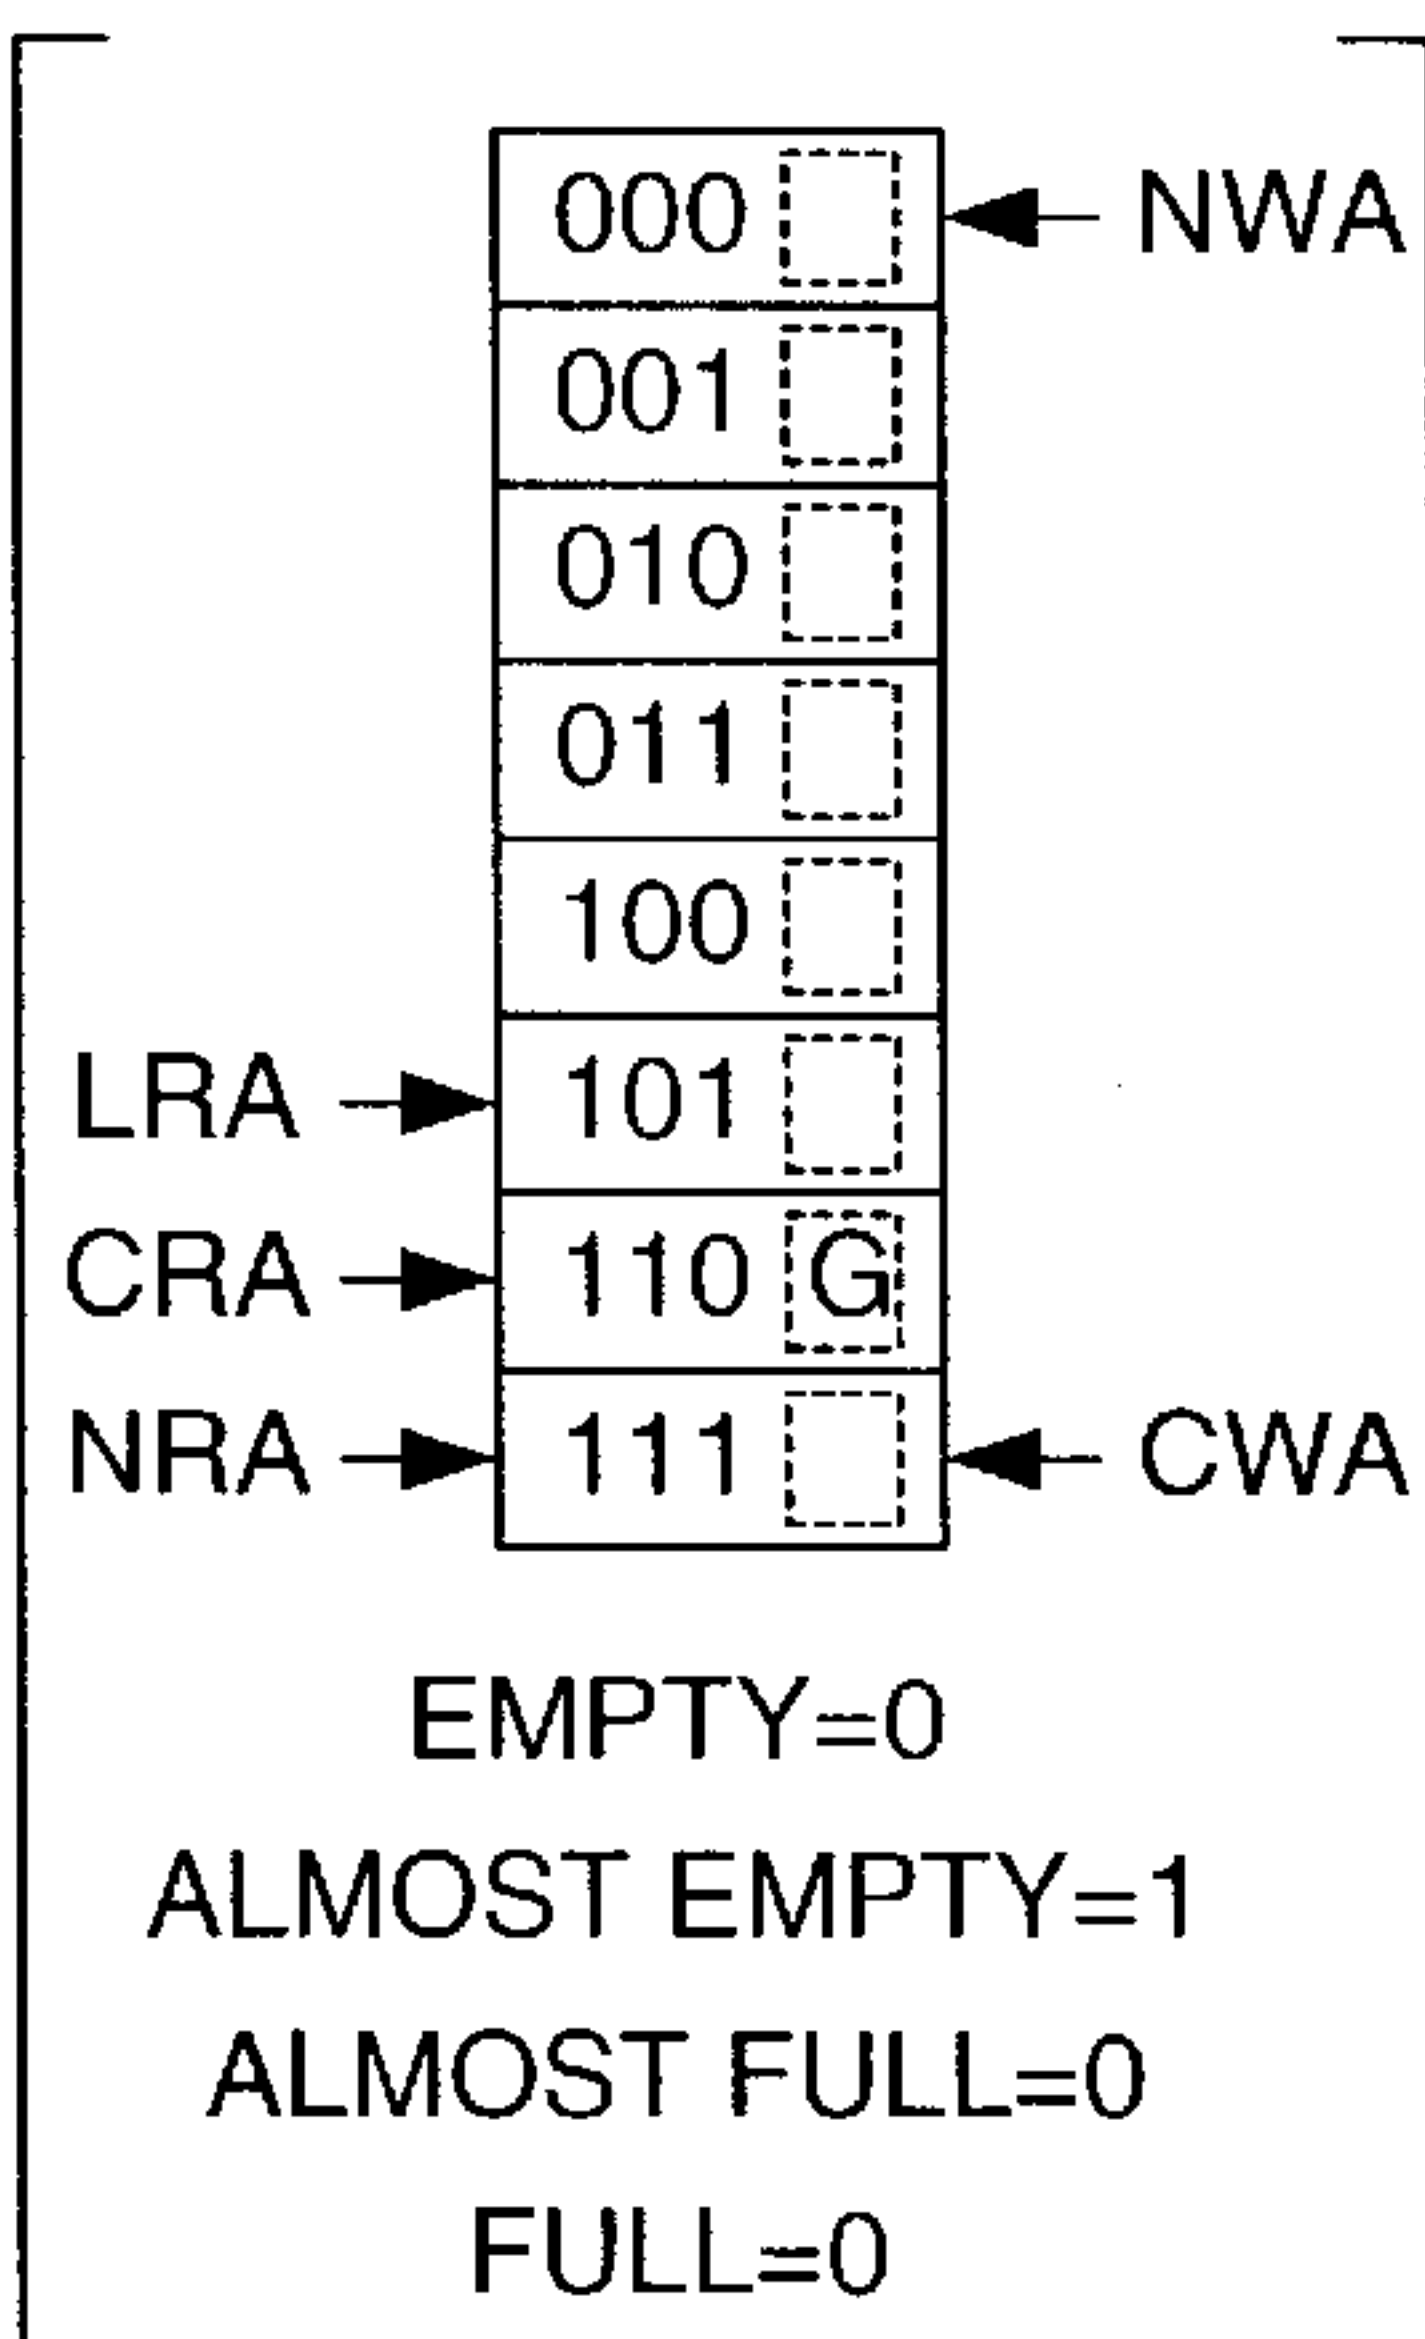 000 NWA
001
010
011
100
LRA 101
CRA 110 G
NRA 111 CWA
EMPTY=0
ALMOST EMPTY=1
ALMOST FULL=0
FULL=0